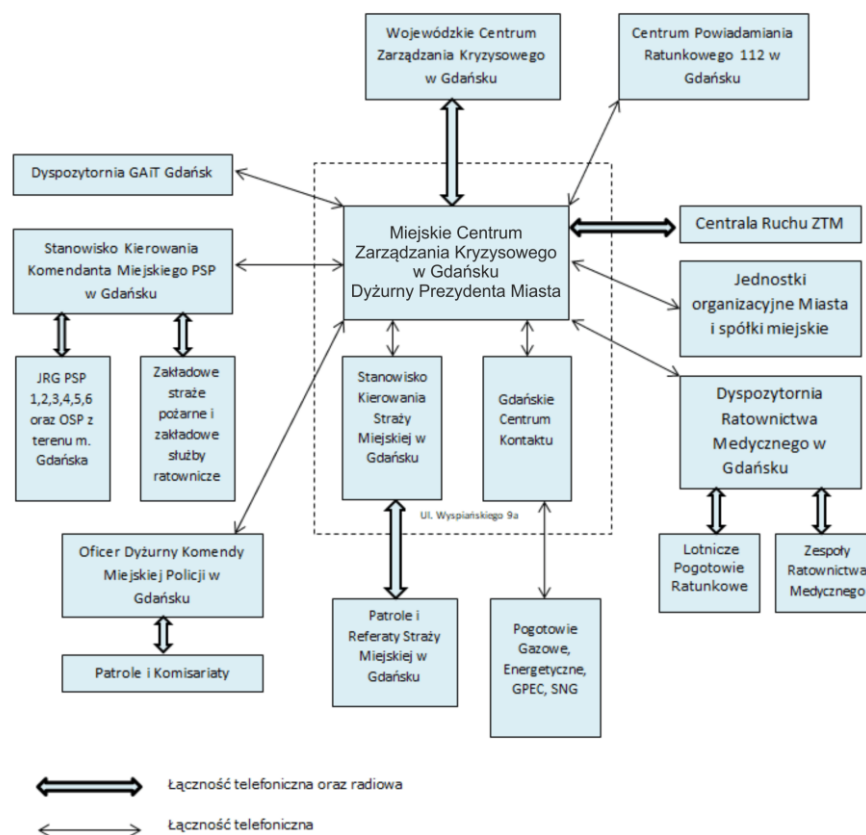 Wojewódzkie Centrum
Zarządzania Kryzysowego
w Gdańsku
Centrum Powiadamiania
Ratunkowego 112 w
Gdańsku
Dyspozytornia GAiT Gdańsk
Miejskie Centrum
Zarządzania Kryzysowego
w Gdańsku
Dyżurny Prezydenta Miasta
Centrala Ruchu ZTM
Stanowisko Kierowania
Komendanta Miejskiego PSP
w Gdańsku
Jednostki
organizacyjne Miasta
i spółki miejskie
JRG PSP
1,2,3,4,5,6
oraz OSP z
terenu m.
Gdańska
Zakładowe
straże
pożarne i
zakładowe
służby
ratownicze
Stanowisko
Kierowania
Straży
Miejskiej w
Gdańsku
Gdańskie
Centrum
Kontaktu
Dyspozytornia
Ratownictwa
Medycznego w
Gdańsku
Ul. Wyspiańskiego 9a
Oficer Dyżurny Komendy
Miejskiej Policji w
Gdańsku
Lotnicze
Pogotowie
Ratunkowe
Zespoły
Ratownictwa
Medycznego
Patrole i Komisariaty
Patrole i
Referaty Straży
Miejskiej w
Gdańsku
Pogotowie
Gazowe,
Energetyczne,
GPEC, SNG
Łączność telefoniczna oraz radiowa
Łączność telefoniczna